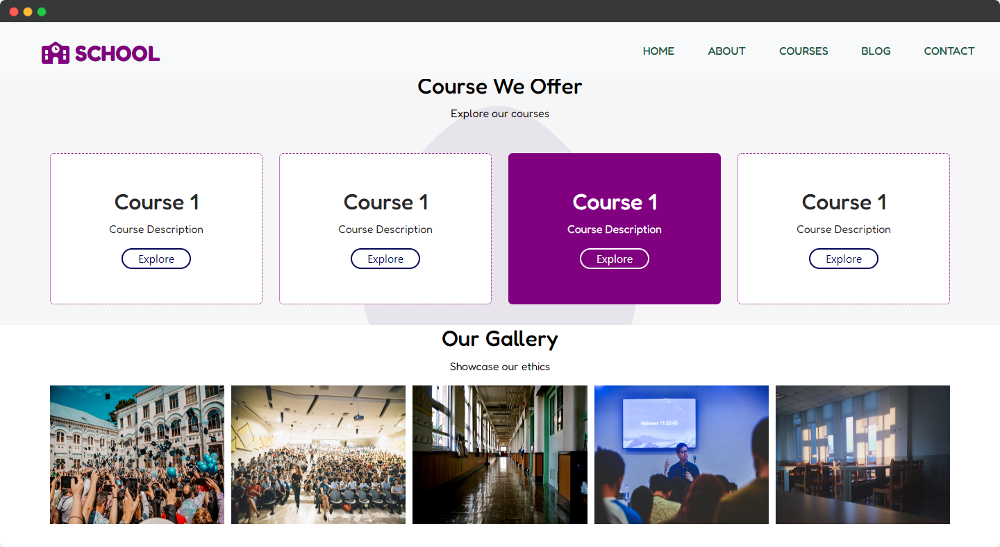 SCHOOL
HOME ABOUT COURSES BLOG CONTACT
Course We Offer
Explore our courses
Course 1 Course 1 Course 1 Course 1
Course Description Course Description Course Description Course Description
Explore Explore Explore Explore
Our Gallery
Showcase our ethics
Hebrews 11:32-40